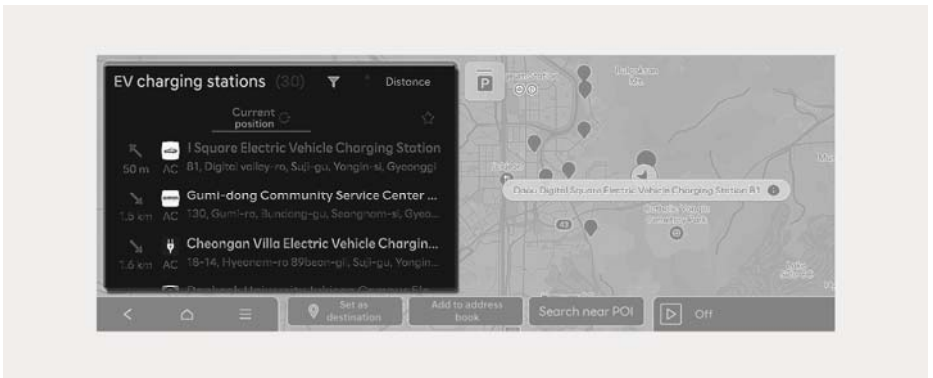 EV charging stations (30)
Distance
Current
position
l Square Electric Vehicle Charging Station
50 m AC 81, Digital valley-ro, Suji-gu, Yongin-si, Gyeonggi
Gumi-dong Community Service Center ...
1.5 km AC 130, Gumi-ro, Bundang-gu, Seongnam-si, Gyeo...
Cheongan Villa Electric Vehicle Chargin...
1.6 km AC 18-14, Hyeonam-ro 89beon-gil, Suji-gu, Yongin...
P
Daou Digital Square Electric Vehicle Charging Station B1
43
Set as
destination
Add to address
book
Search near POI
Off